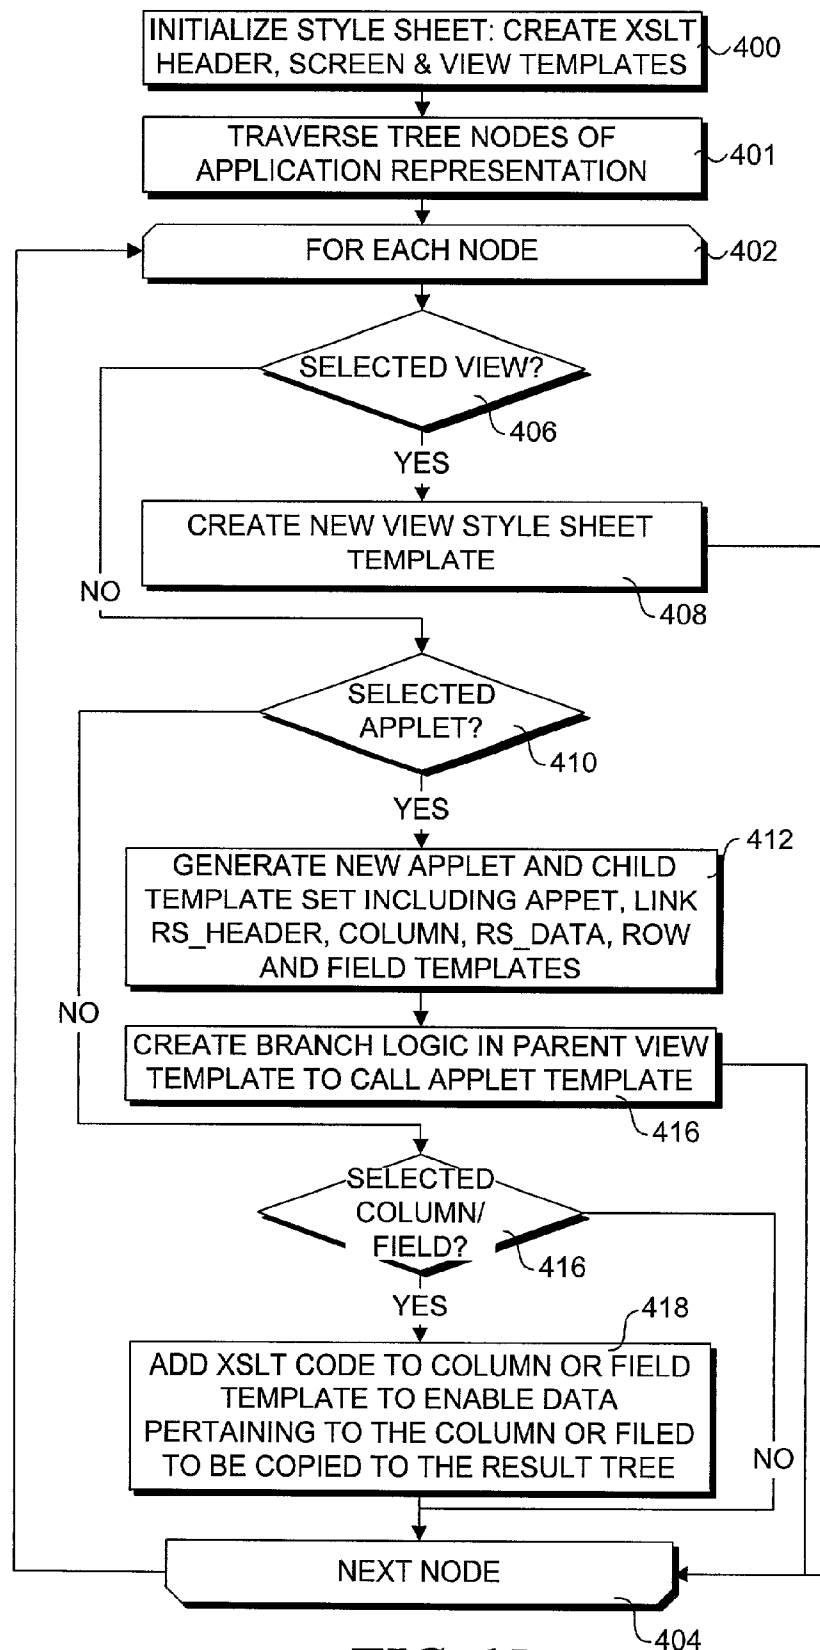 INITIALIZE STYLE SHEET: CREATE XSLT
HEADER, SCREEN & VIEW TEMPLATES
400
TRAVERSE TREE NODES OF
APPLICATION REPRESENTATION
401
FOR EACH NODE
402
SELECTED VIEW?
406
YES
CREATE NEW VIEW STYLE SHEET
TEMPLATE
408
NO
SELECTED
APPLET?
410
YES
412
GENERATE NEW APPLET AND CHILD
TEMPLATE SET INCLUDING APPET, LINK
RS_HEADER, COLUMN, RS_DATA, ROW
AND FIELD TEMPLATES
NO
CREATE BRANCH LOGIC IN PARENT VIEW
TEMPLATE TO CALL APPLET TEMPLATE
416
SELECTED
COLUMN/
FIELD?
416
YES
418
ADD XSLT CODE TO COLUMN OR FIELD
TEMPLATE TO ENABLE DATA
PERTAINING TO THE COLUMN OR FILED
TO BE COPIED TO THE RESULT TREE
NO
NEXT NODE
404